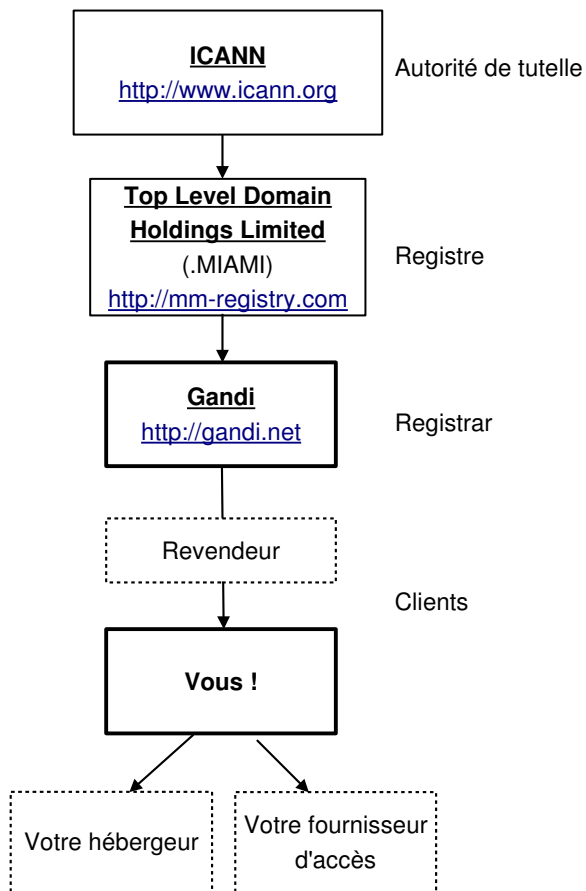 ICANN
http://www.icann.org
Autorité de tutelle
Top Level Domain
Holdings Limited
(.MIAMI)
http://mm-registry.com
Registre
Gandi
http://gandi.net
Registrar
Revendeur
Clients
Vous !
Votre hébergeur
Votre fournisseur
d'accès